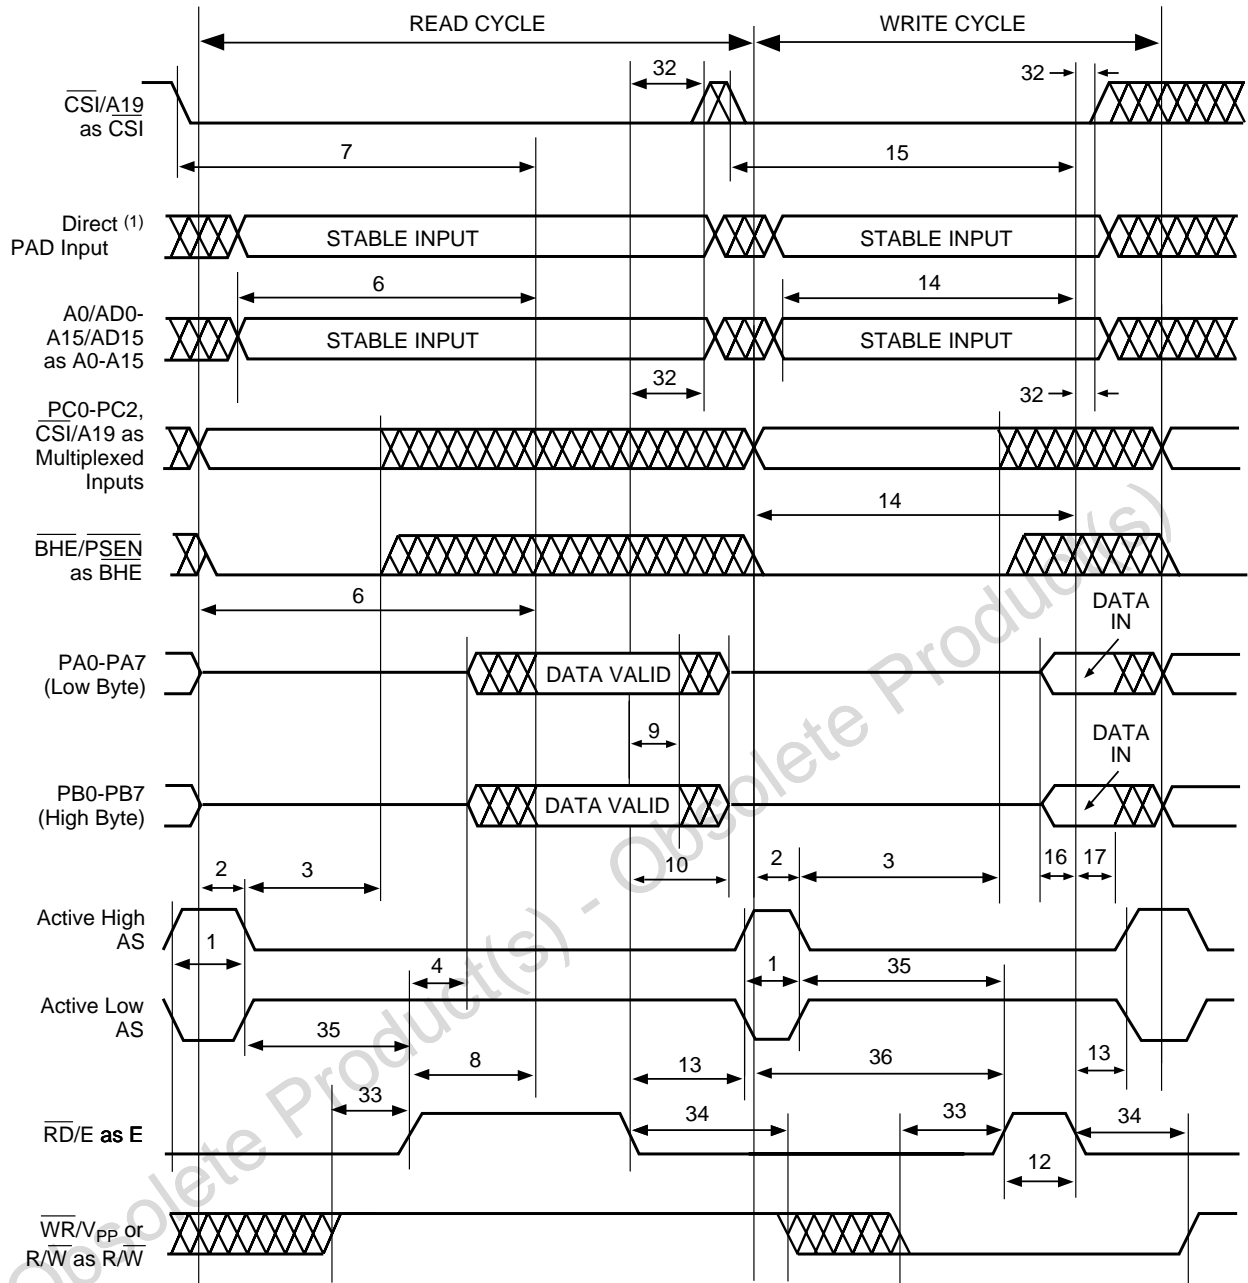 READ CYCLE
WRITE CYCLE
32
32
CSI/A19
as CSI
7
15
Direct (1)
PAD Input
STABLE INPUT
STABLE INPUT
6
14
A0/AD0-
A15/AD15
as A0-A15
STABLE INPUT
STABLE INPUT
32
32
PC0-PC2,
CSI/A19 as
Multiplexed
Inputs
14
BHE/PSEN
as BHE
6
DATA
IN
PA0-PA7
(Low Byte)
DATA VALID
9
DATA
IN
PB0-PB7
(High Byte)
DATA VALID
2
3
10
2
3
16
17
Active High
AS
1
4
1
35
Active Low
AS
35
8
13
36
13
33
34
33
34
RD/E as E
12
WR/VPP or
R/W as R/W
Obsolete Product(s) - Obsolete Product(s)